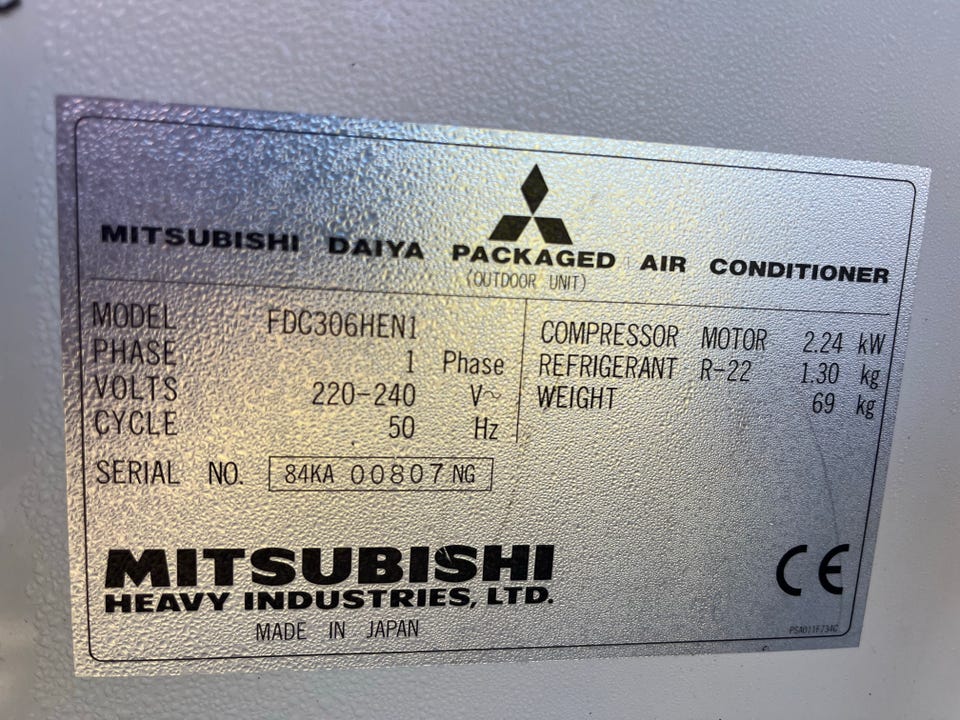 MITSUBISHI DAIYA PACKAGED AIR CONDITIONER
(OUTDOOR UNIT)
MODEL FDC306HEN1
PHASE 1 Phase
VOLTS 220-240 V~
CYCLE 50 Hz
COMPRESSOR MOTOR 2.24 kW
REFRIGERANT R-22 1.30 kg
WEIGHT 69 kg
SERIAL NO. 84KA 00807 NG
MITSUBISHI
HEAVY INDUSTRIES, LTD.
MADE IN JAPAN
CE